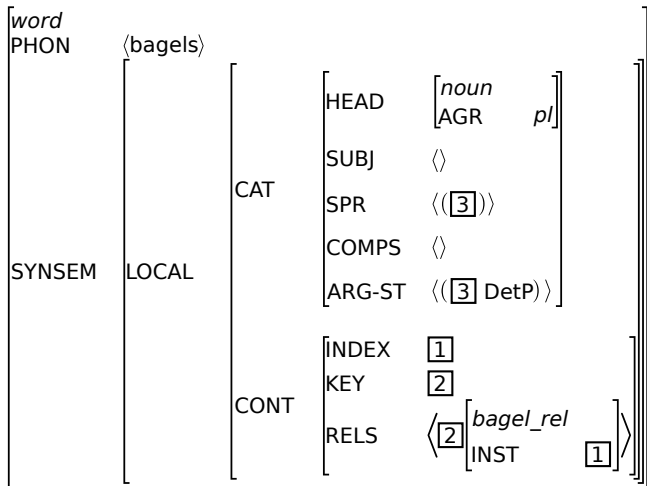 word
PHON ⟨bagels⟩
HEAD noun
AGR pl
SUBJ ⟨⟩
CAT SPR ⟨(3)⟩
COMPS ⟨⟩
SYNSEM LOCAL ARG-ST ⟨(3 DetP)⟩
INDEX 1
KEY 2
CONT RELS ⟨2 bagel_rel
INST 1⟩